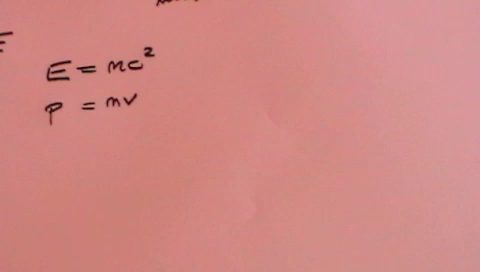 E = mc²
p = mv